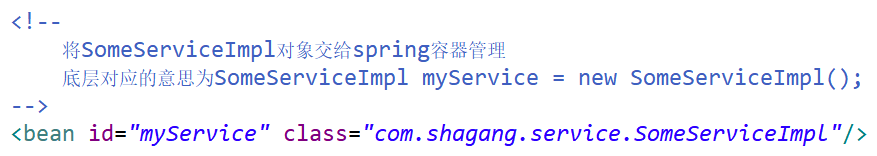 <!--
将SomeServiceImpl对象交给spring容器管理
底层对应的意思为SomeServiceImpl myService = new SomeServiceImpl();
-->
<bean id="myService" class="com.shagang.service.SomeServiceImpl"/>